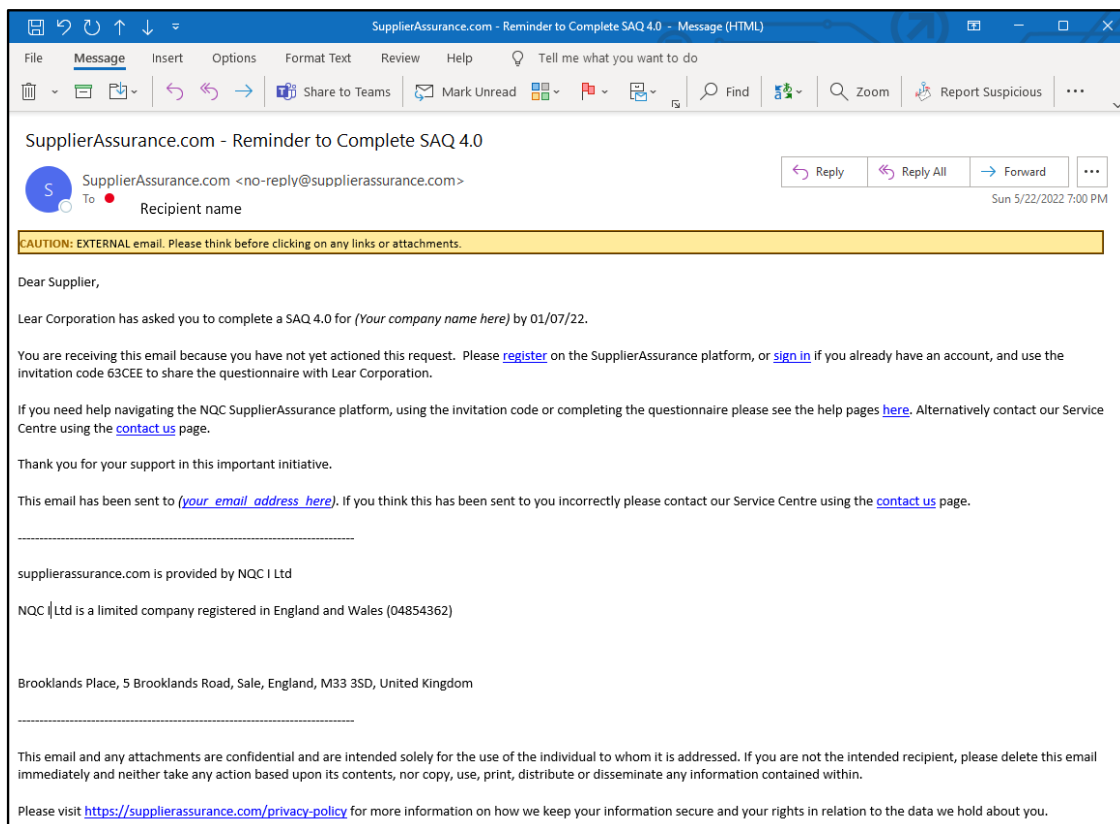 SupplierAssurance.com - Reminder to Complete SAQ 4.0 - Message (HTML)
File Message Insert Options Format Text Review Help Tell me what you want to do
Share to Teams Mark Unread Find Zoom Report Suspicious
SupplierAssurance.com - Reminder to Complete SAQ 4.0
S
SupplierAssurance.com <no-reply@supplierassurance.com>
To
Recipient name
Reply Reply All Forward
Sun 5/22/2022 7:00 PM
CAUTION: EXTERNAL email. Please think before clicking on any links or attachments.
Dear Supplier,
Lear Corporation has asked you to complete a SAQ 4.0 for (Your company name here) by 01/07/22.
You are receiving this email because you have not yet actioned this request. Please register on the SupplierAssurance platform, or sign in if you already have an account, and use the
invitation code 63CEE to share the questionnaire with Lear Corporation.
If you need help navigating the NQC SupplierAssurance platform, using the invitation code or completing the questionnaire please see the help pages here. Alternatively contact our Service
Centre using the contact us page.
Thank you for your support in this important initiative.
This email has been sent to (your_email_address_here). If you think this has been sent to you incorrectly please contact our Service Centre using the contact us page.
------------------------------------------------------------------------------
supplierassurance.com is provided by NQC I Ltd
NQC I Ltd is a limited company registered in England and Wales (04854362)
Brooklands Place, 5 Brooklands Road, Sale, England, M33 3SD, United Kingdom
------------------------------------------------------------------------------
This email and any attachments are confidential and are intended solely for the use of the individual to whom it is addressed. If you are not the intended recipient, please delete this email
immediately and neither take any action based upon its contents, nor copy, use, print, distribute or disseminate any information contained within.
Please visit https://supplierassurance.com/privacy-policy for more information on how we keep your information secure and your rights in relation to the data we hold about you.